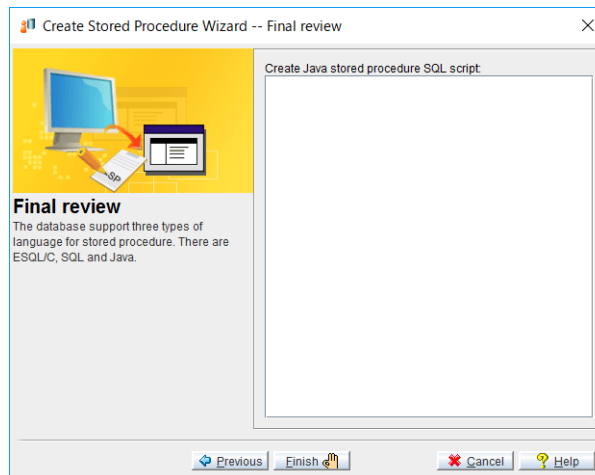 Create Stored Procedure Wizard -- Final review
Create Java stored procedure SQL script:
SP
Final review
The database support three types of
language for stored procedure. There are
ESQL/C, SQL and Java.
Previous Finish Cancel Help